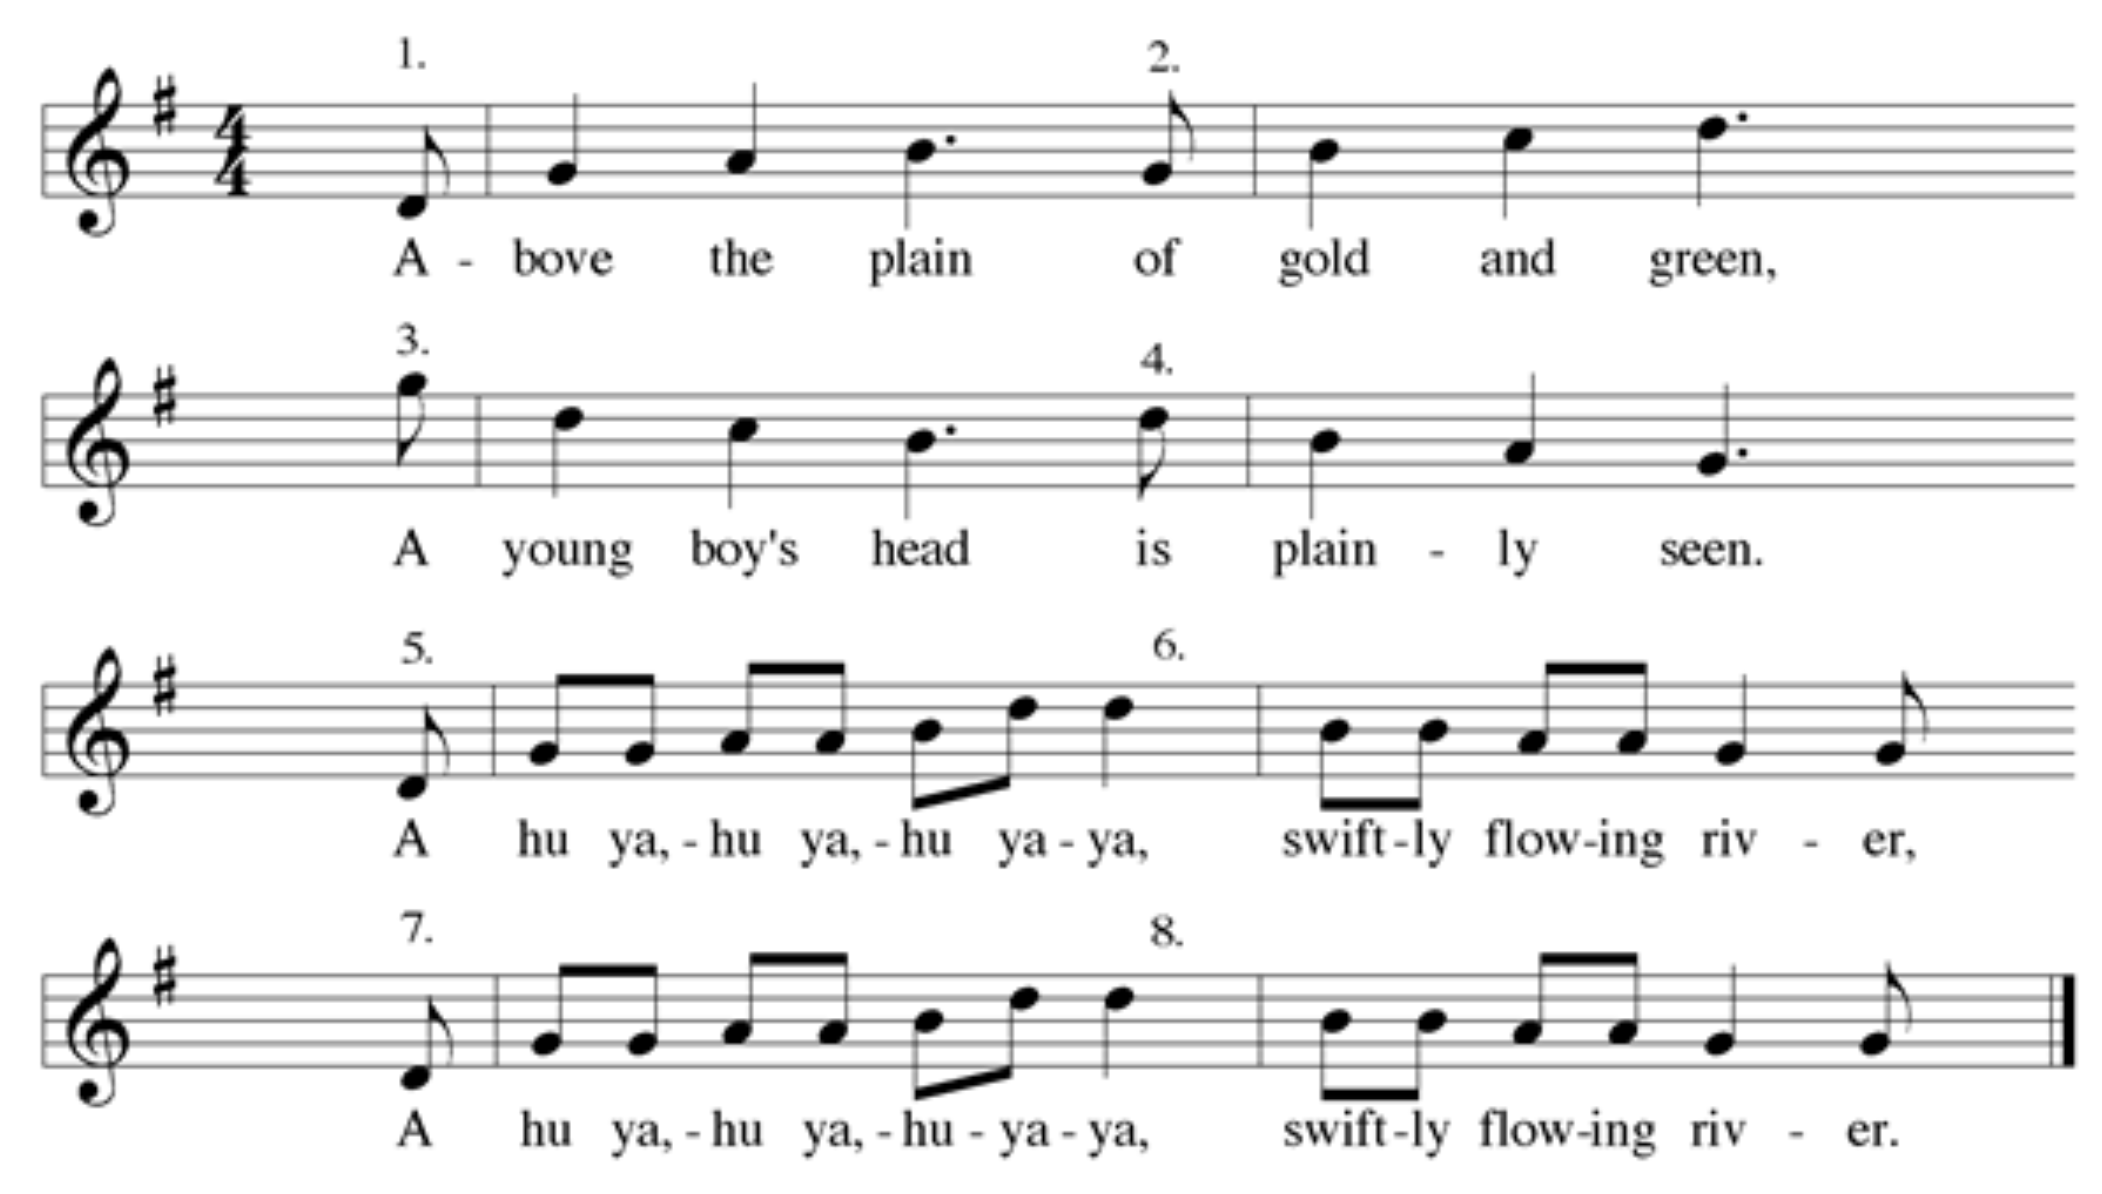 1. 2.
4
4
A - bove the plain of gold and green,
3. 4.
A young boy's head is plain - ly seen.
5. 6.
A hu ya, - hu ya, - hu ya - ya, swift - ly flow - ing riv - er,
7. 8.
A hu ya, - hu ya, - hu - ya - ya, swift - ly flow - ing riv - er.